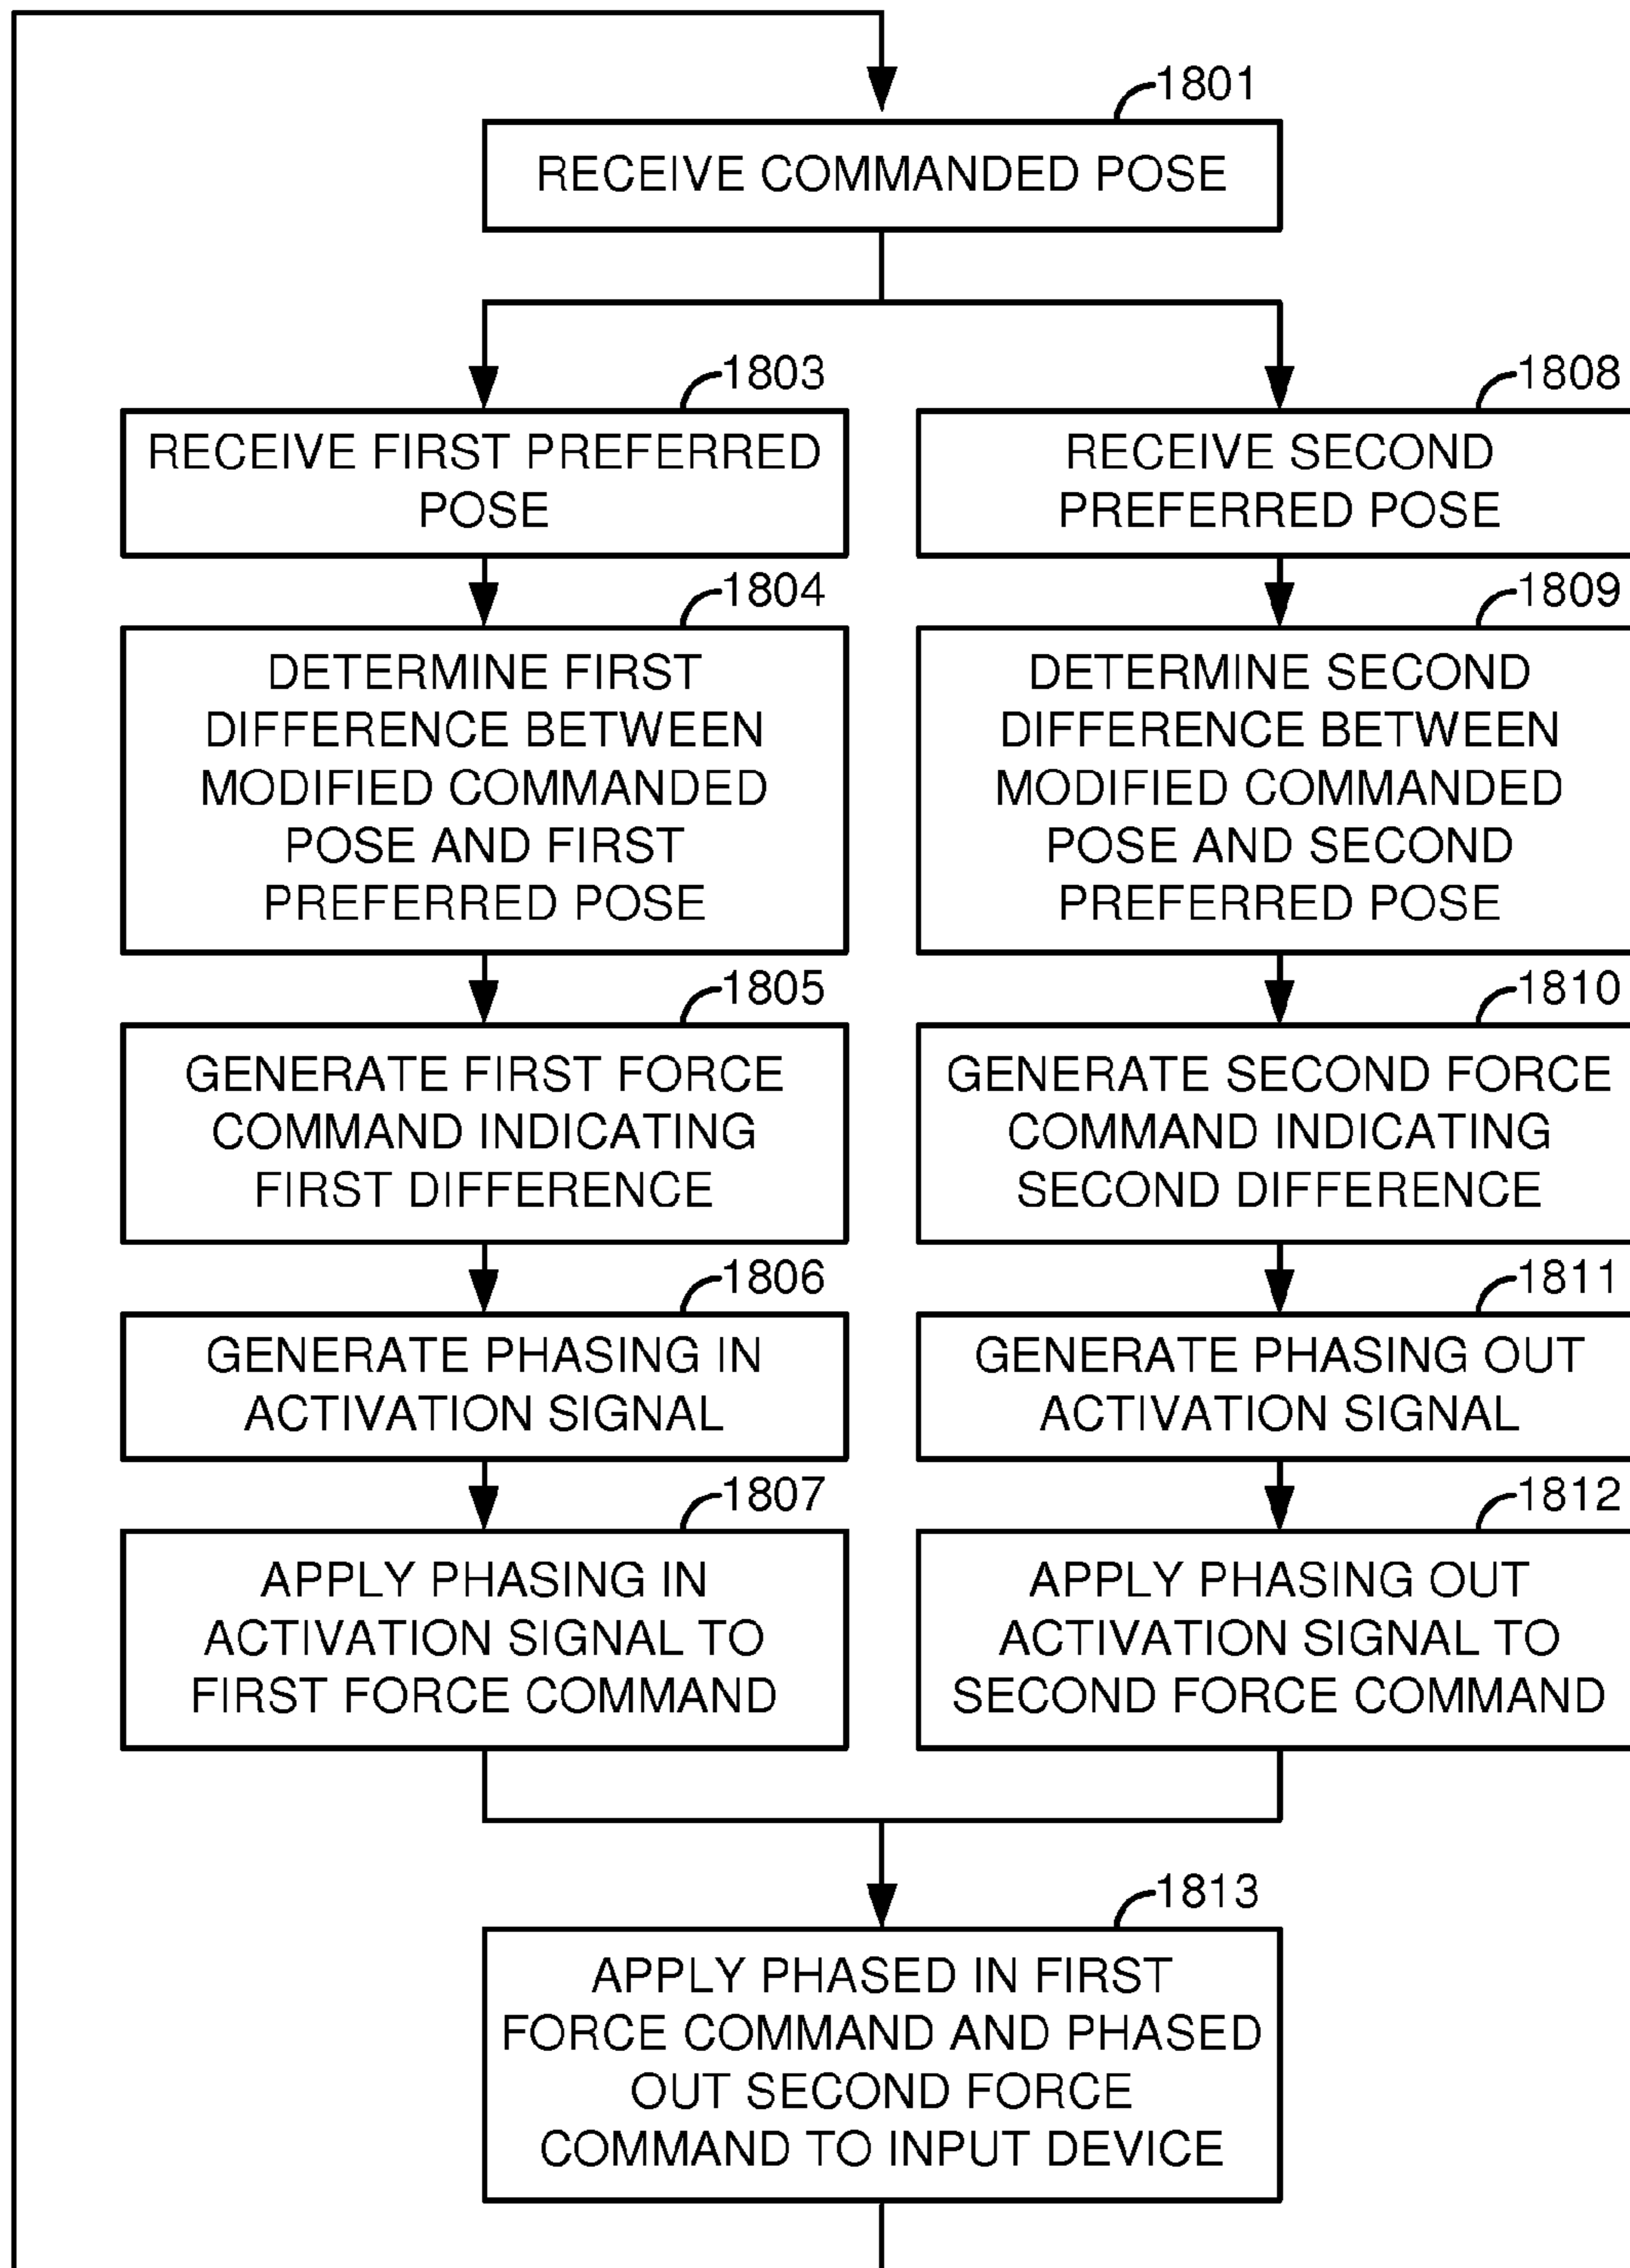 1801
RECEIVE COMMANDED POSE
1803
RECEIVE FIRST PREFERRED
POSE
1804
DETERMINE FIRST
DIFFERENCE BETWEEN
MODIFIED COMMANDED
POSE AND FIRST
PREFERRED POSE
1805
GENERATE FIRST FORCE
COMMAND INDICATING
FIRST DIFFERENCE
1806
GENERATE PHASING IN
ACTIVATION SIGNAL
1807
APPLY PHASING IN
ACTIVATION SIGNAL TO
FIRST FORCE COMMAND
1808
RECEIVE SECOND
PREFERRED POSE
1809
DETERMINE SECOND
DIFFERENCE BETWEEN
MODIFIED COMMANDED
POSE AND SECOND
PREFERRED POSE
1810
GENERATE SECOND FORCE
COMMAND INDICATING
SECOND DIFFERENCE
1811
GENERATE PHASING OUT
ACTIVATION SIGNAL
1812
APPLY PHASING OUT
ACTIVATION SIGNAL TO
SECOND FORCE COMMAND
1813
APPLY PHASED IN FIRST
FORCE COMMAND AND PHASED
OUT SECOND FORCE
COMMAND TO INPUT DEVICE